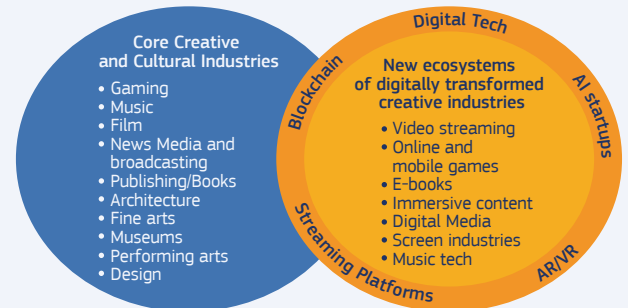 Core Creative
and Cultural Industries
• Gaming
• Music
• Film
• News Media and
broadcasting
• Publishing/Books
• Architecture
• Fine arts
• Museums
• Performing arts
• Design
Blockchain
Digital Tech
AI startups
AR/VR
Streaming Platforms
New ecosystems
of digitally transformed
creative industries
• Video streaming
• Online and
mobile games
• E-books
• Immersive content
• Digital Media
• Screen industries
• Music tech